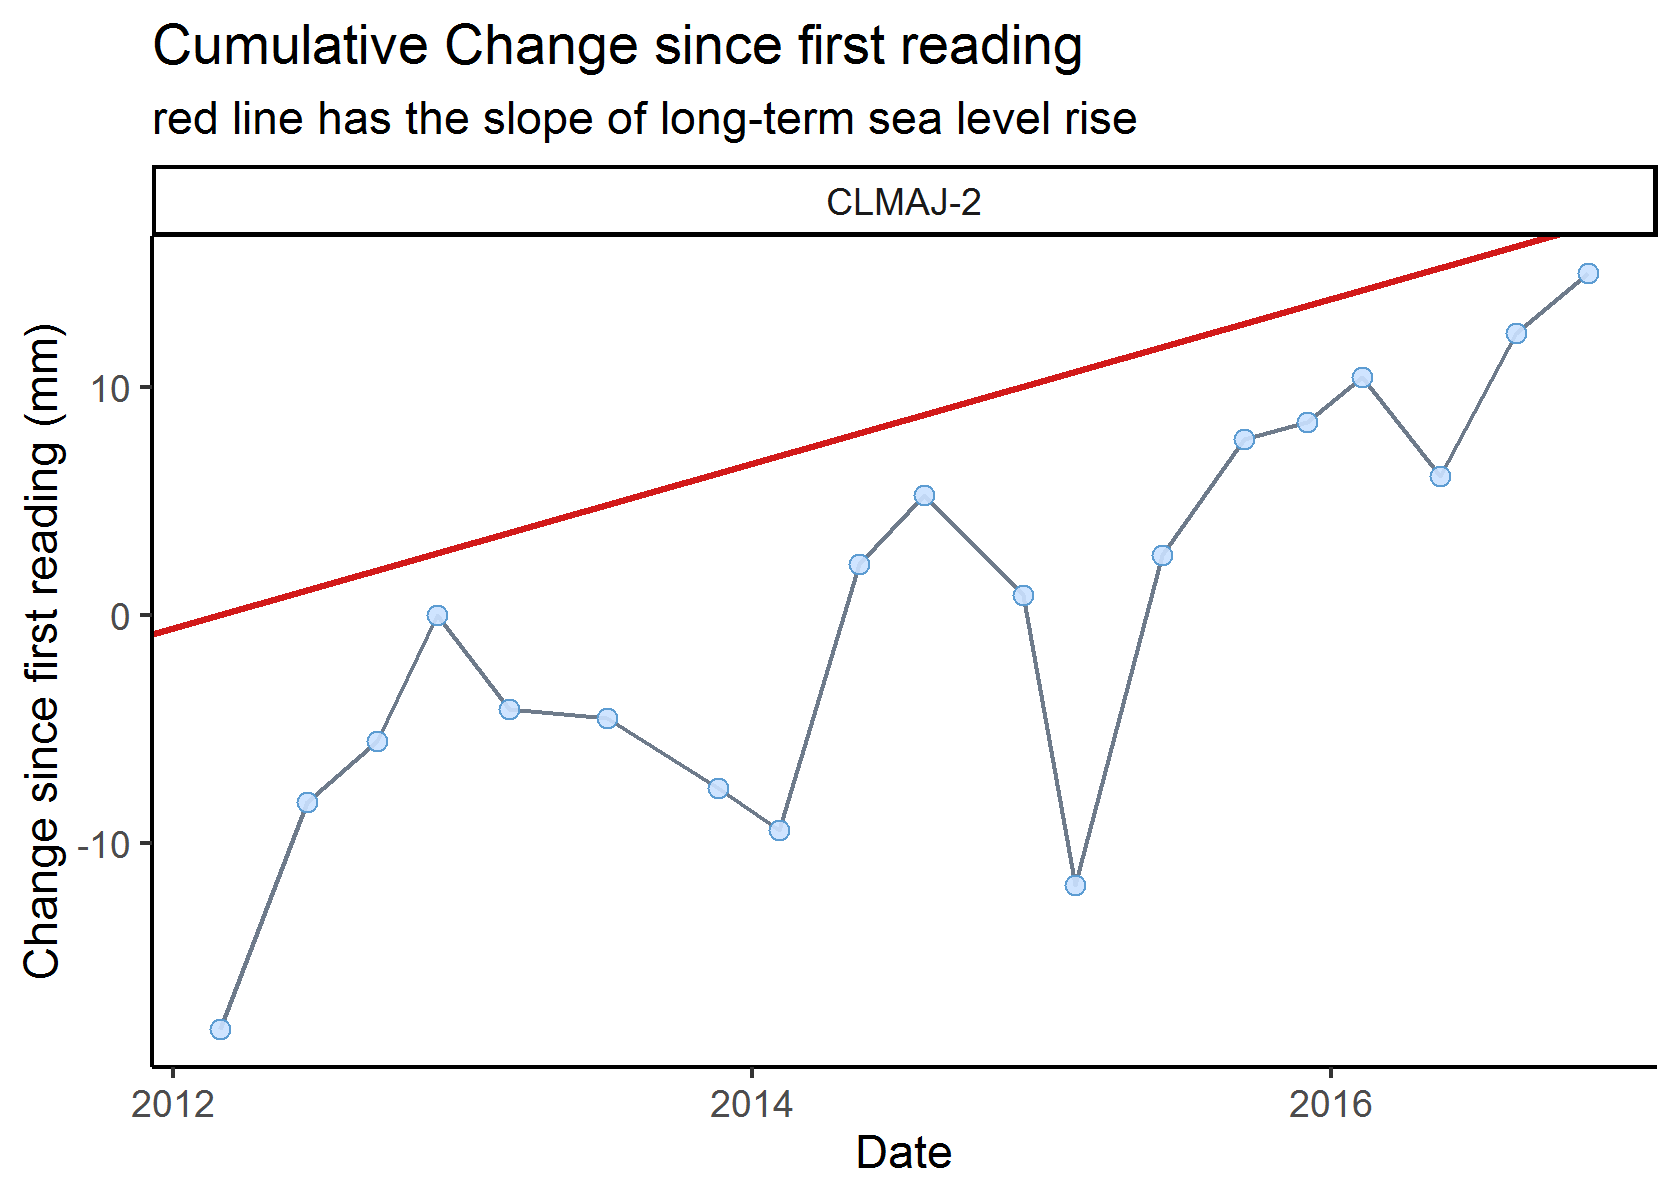 Cumulative Change since first reading
red line has the slope of long-term sea level rise
CLMAJ-2
Change since first reading (mm)
10
0
-10
2012
2014
2016
Date